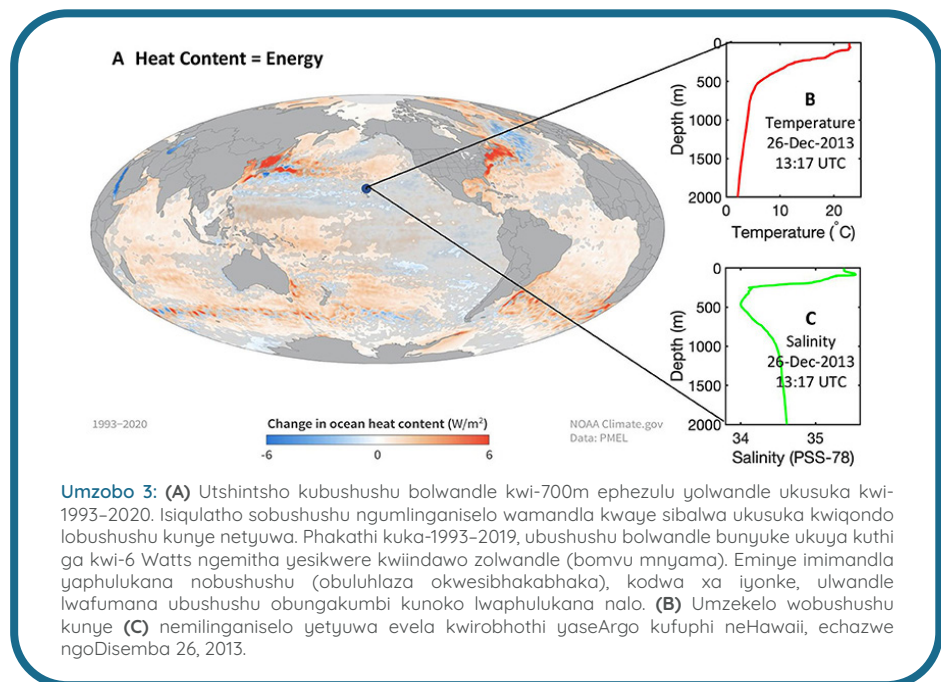 A Heat Content = Energy
0
500
1000
1500
2000
Depth (m)
B
Temperature
26-Dec-2013
13:17 UTC
0 10 20
Temperature (°C)
0
500
1000
1500
2000
Depth (m)
C
Salinity
26-Dec-2013
13:17 UTC
34 35
Salinity (PSS-78)
1993–2020
Change in ocean heat content (W/m²)
-6 0 6
NOAA Climate.gov
Data: PMEL
Umzobo 3: (A) Utshintsho kubushushu bolwandle kwi-700m ephezulu yolwandle ukusuka kwi-
1993–2020. Isiqulatho sobushushu ngumlinganiselo wamandla kwaye sibalwa ukusuka kwiqondo
lobushushu kunye netyuwa. Phakathi kuka-1993–2019, ubushushu bolwandle bunyuke ukuya kuthi
ga kwi-6 Watts ngemitha yesikwere kwiindawo zolwandle (bomvu mnyama). Eminye imimandla
yaphulukana nobushushu (obuluhlaza okwesibhakabhaka), kodwa xa iyonke, ulwandle
lwafumana ubushushu obungakumbi kunoko lwaphulukana nalo. (B) Umzekelo wobushushu
kunye (C) nemilinganiselo yetyuwa evela kwirobhothi yaseArgo kufuphi neHawaii, echazwe
ngoDisemba 26, 2013.